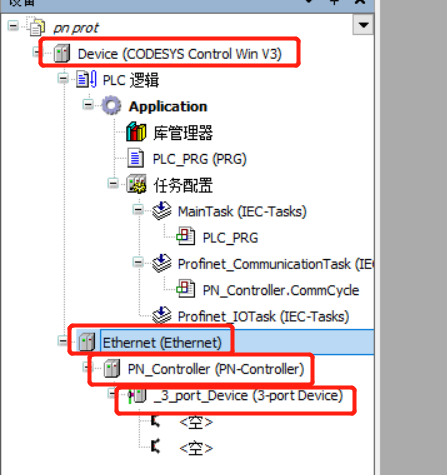 设备
pn prot
Device (CODESYS Control Win V3)
PLC 逻辑
Application
库管理器
PLC_PRG (PRG)
任务配置
MainTask (IEC-Tasks)
PLC_PRG
Profinet_CommunicationTask (IE
PN_Controller.CommCycle
Profinet_IOTask (IEC-Tasks)
Ethernet (Ethernet)
PN_Controller (PN-Controller)
_3_port_Device (3-port Device)
<空>
<空>